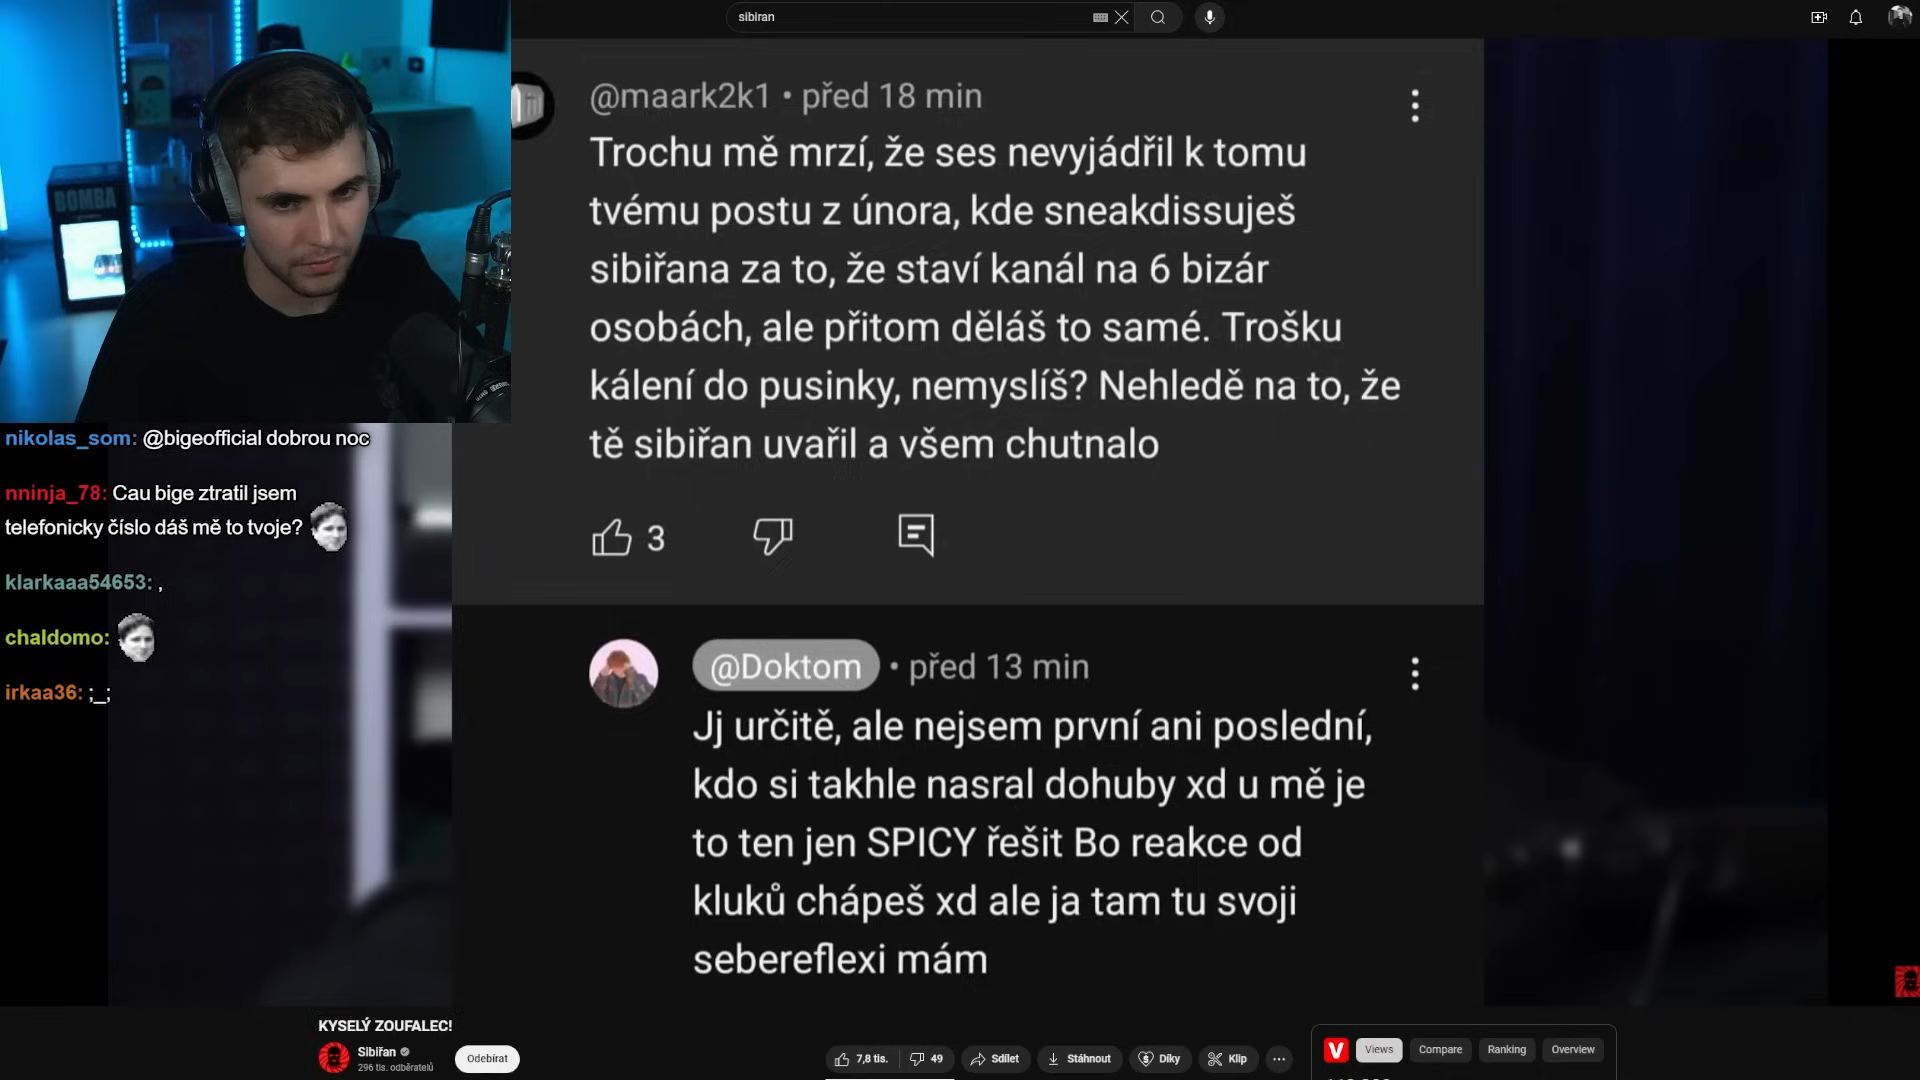 sibiran
@maark2k1 • před 18 min
Trochu mě mrzí, že ses nevyjádřil k tomu
tvému postu z února, kde sneakdissuješ
sibiřana za to, že staví kanál na 6 bizár
osobách, ale přitom děláš to samé. Trošku
kálení do pusinky, nemyslíš? Nehledě na to, že
tě sibiřan uvařil a všem chutnalo
3
@Doktom • před 13 min
Jj určitě, ale nejsem první ani poslední,
kdo si takhle nasral dohuby xd u mě je
to ten jen SPICY řešit Bo reakce od
kluků chápeš xd ale ja tam tu svoji
sebereflexi mám
BOMBA
nikolas_som: @bigeofficial dobrou noc
nninja_78: Cau bige ztratil jsem
telefonicky číslo dáš mě to tvoje?
klarkaaa54653: ,
chaldomo:
irkaa36: ;_;
KYSELÝ ZOUFALEC!
Sibiřan
296 tis. odběratelů
Odebírat
7,8 tis.
49
Sdílet
Stáhnout
Díky
Klip
V
Views
Compare
Ranking
Overview